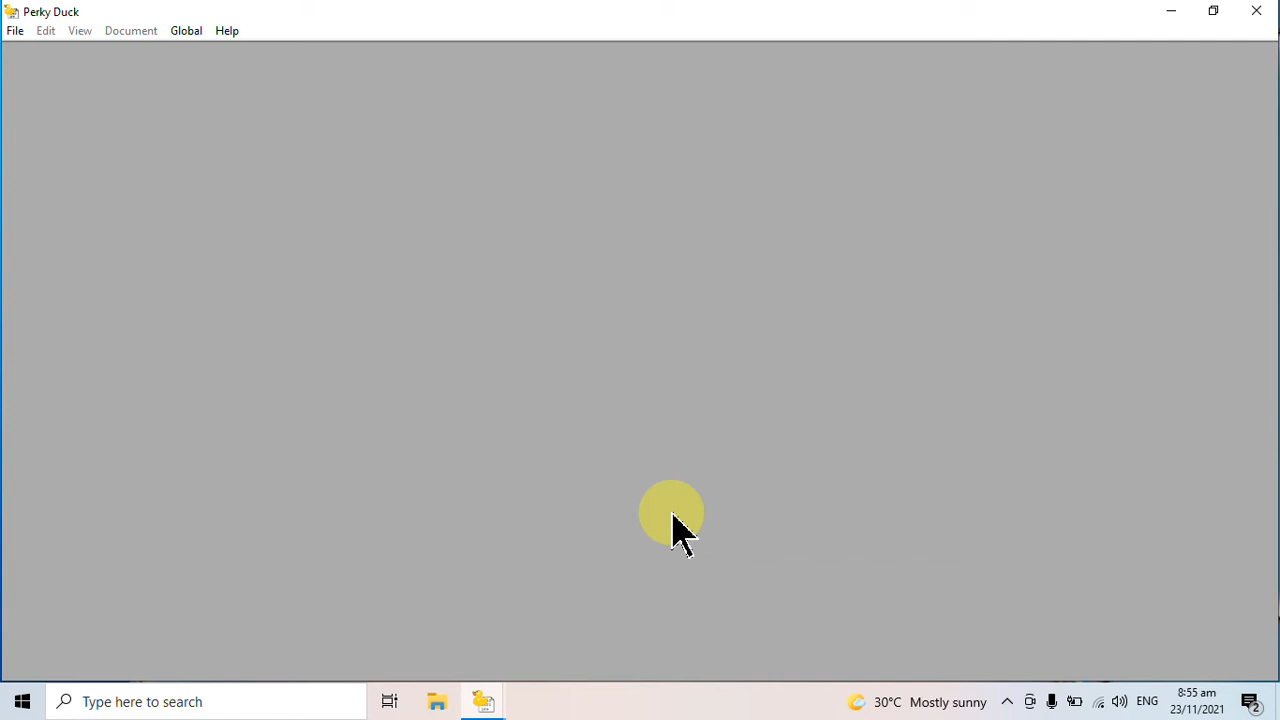 Perky Duck
File Edit View Document Global Help
Type here to search
30°C Mostly sunny
ENG
8:55 am
23/11/2021
2